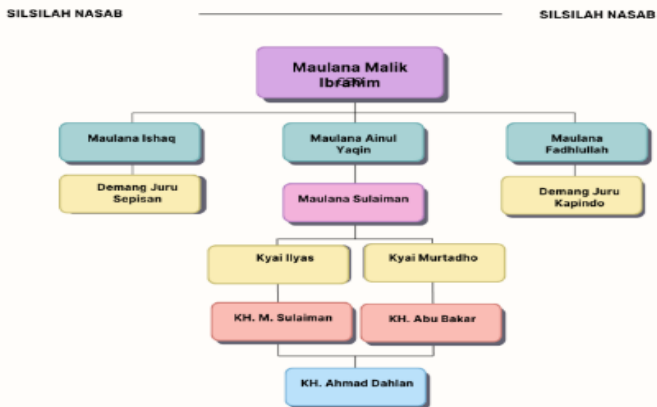 SILSILAH NASAB
SILSILAH NASAB
Maulana Malik
Ibrahim
Maulana Ishaq
Maulana Ainul
Yaqin
Maulana
Fadhlullah
Demang Juru
Sepisan
Maulana Sulaiman
Demang Juru
Kapindo
Kyai Ilyas
Kyai Murtadho
KH. M. Sulaiman
KH. Abu Bakar
KH. Ahmad Dahlan